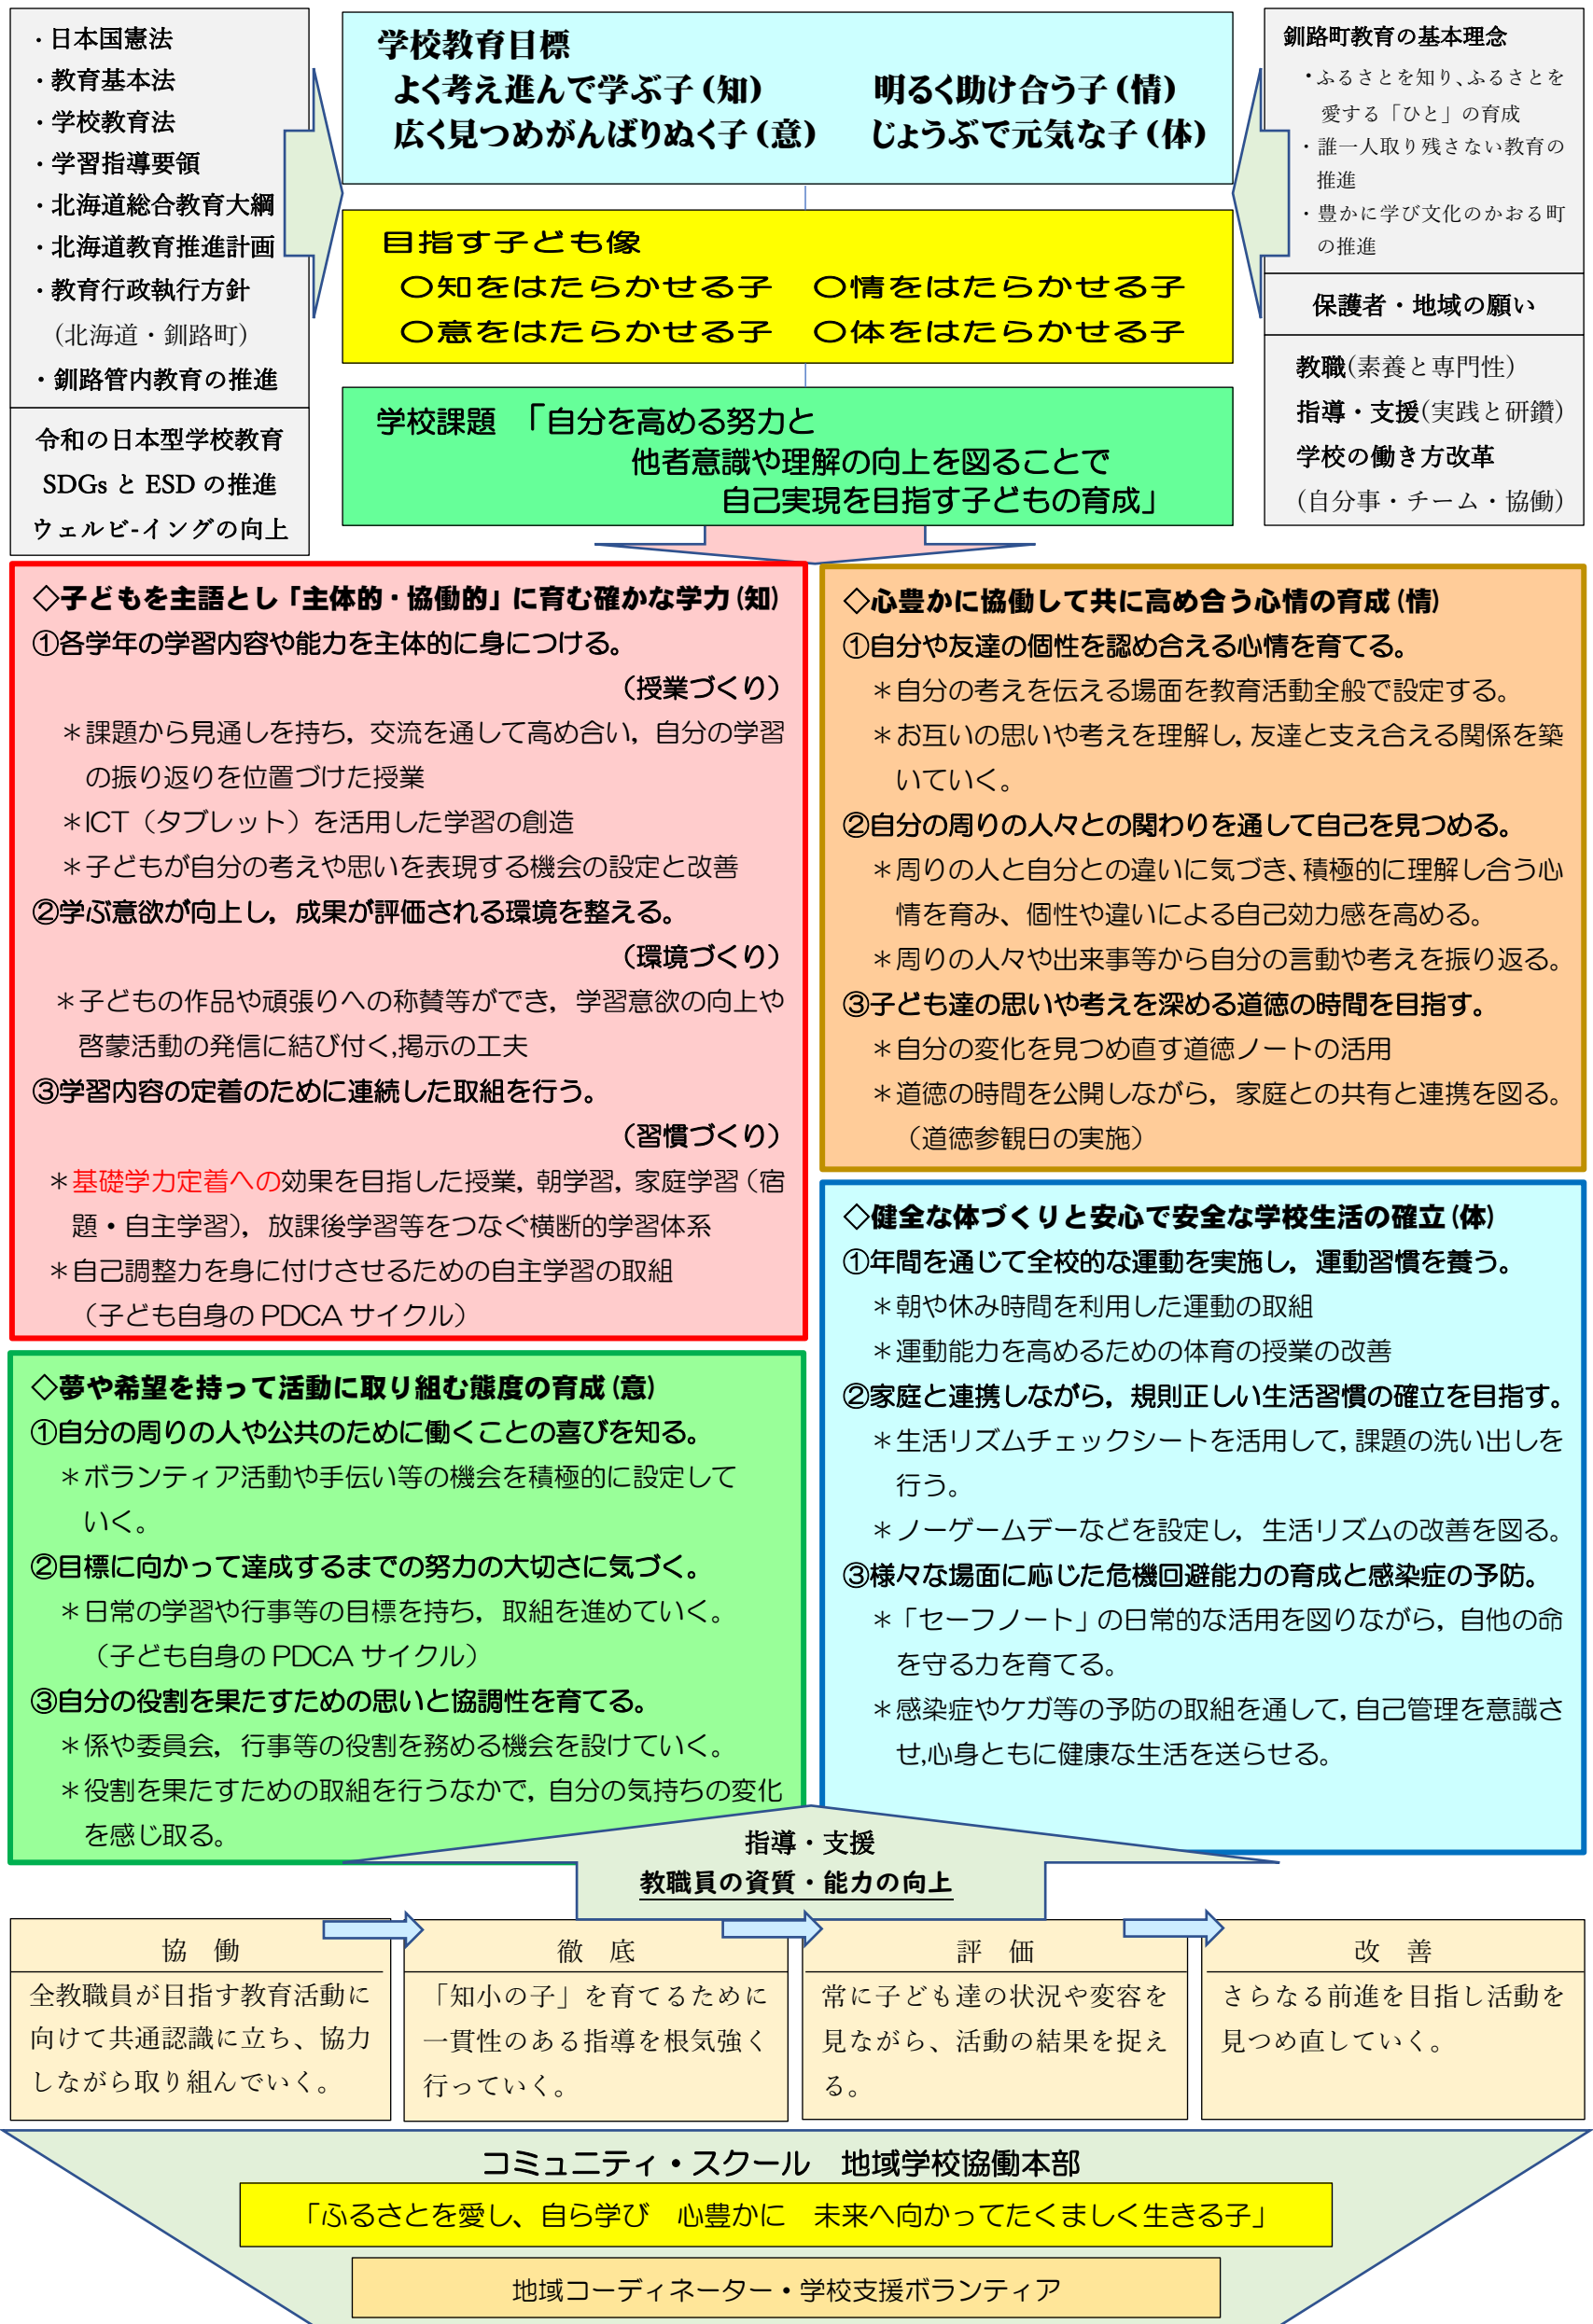 ・日本国憲法
・教育基本法
・学校教育法
・学習指導要領
・北海道総合教育大綱
・北海道教育推進計画
・教育行政執行方針
（北海道・釧路町）
・釧路管内教育の推進
令和の日本型学校教育
SDGs と ESD の推進
ウェルビ-イングの向上
学校教育目標
よく考え進んで学ぶ子（知）　明るく助け合う子（情）
広く見つめがんばりぬく子（意）　じょうぶで元気な子（体）
目指す子ども像
〇知をはたらかせる子　〇情をはたらかせる子
〇意をはたらかせる子　〇体をはたらかせる子
学校課題　「自分を高める努力と
他者意識や理解の向上を図ることで
自己実現を目指す子どもの育成」
釧路町教育の基本理念
・ふるさとを知り、ふるさとを
愛する「ひと」の育成
・誰一人取り残さない教育の
推進
・豊かに学び文化のかおる町
の推進
保護者・地域の願い
教職（素養と専門性）
指導・支援（実践と研鑽）
学校の働き方改革
（自分事・チーム・協働）
◇子どもを主語とし「主体的・協働的」に育む確かな学力（知）
①各学年の学習内容や能力を主体的に身につける。
（授業づくり）
＊課題から見通しを持ち，交流を通して高め合い，自分の学習
の振り返りを位置づけた授業
＊ICT（タブレット）を活用した学習の創造
＊子どもが自分の考えや思いを表現する機会の設定と改善
②学ぶ意欲が向上し，成果が評価される環境を整える。
（環境づくり）
＊子どもの作品や頑張りへの称賛等ができ，学習意欲の向上や
啓蒙活動の発信に結び付く,掲示の工夫
③学習内容の定着のために連続した取組を行う。
（習慣づくり）
＊基礎学力定着への効果を目指した授業，朝学習，家庭学習（宿
題・自主学習），放課後学習等をつなぐ横断的学習体系
＊自己調整力を身に付けさせるための自主学習の取組
（子ども自身の PDCA サイクル）
◇心豊かに協働して共に高め合う心情の育成（情）
①自分や友達の個性を認め合える心情を育てる。
＊自分の考えを伝える場面を教育活動全般で設定する。
＊お互いの思いや考えを理解し，友達と支え合える関係を築
いていく。
②自分の周りの人々との関わりを通して自己を見つめる。
＊周りの人と自分との違いに気づき、積極的に理解し合う心
情を育み、個性や違いによる自己効力感を高める。
＊周りの人々や出来事等から自分の言動や考えを振り返る。
③子ども達の思いや考えを深める道徳の時間を目指す。
＊自分の変化を見つめ直す道徳ノートの活用
＊道徳の時間を公開しながら，家庭との共有と連携を図る。
（道徳参観日の実施）
◇夢や希望を持って活動に取り組む態度の育成（意）
①自分の周りの人や公共のために働くことの喜びを知る。
＊ボランティア活動や手伝い等の機会を積極的に設定して
いく。
②目標に向かって達成するまでの努力の大切さに気づく。
＊日常の学習や行事等の目標を持ち，取組を進めていく。
（子ども自身の PDCA サイクル）
③自分の役割を果たすための思いと協調性を育てる。
＊係や委員会，行事等の役割を務める機会を設けていく。
＊役割を果たすための取組を行うなかで，自分の気持ちの変化
を感じ取る。
◇健全な体づくりと安心で安全な学校生活の確立（体）
①年間を通じて全校的な運動を実施し，運動習慣を養う。
＊朝や休み時間を利用した運動の取組
＊運動能力を高めるための体育の授業の改善
②家庭と連携しながら，規則正しい生活習慣の確立を目指す。
＊生活リズムチェックシートを活用して，課題の洗い出しを
行う。
＊ノーゲームデーなどを設定し，生活リズムの改善を図る。
③様々な場面に応じた危機回避能力の育成と感染症の予防。
＊「セーフノート」の日常的な活用を図りながら，自他の命
を守る力を育てる。
＊感染症やケガ等の予防の取組を通して，自己管理を意識さ
せ,心身ともに健康な生活を送らせる。
指導・支援
教職員の資質・能力の向上
協　働
全教職員が目指す教育活動に
向けて共通認識に立ち、協力
しながら取り組んでいく。
徹　底
「知小の子」を育てるために
一貫性のある指導を根気強く
行っていく。
評　価
常に子ども達の状況や変容を
見ながら、活動の結果を捉え
る。
改　善
さらなる前進を目指し活動を
見つめ直していく。
コミュニティ・スクール　地域学校協働本部
「ふるさとを愛し、自ら学び　心豊かに　未来へ向かってたくましく生きる子」
地域コーディネーター・学校支援ボランティア